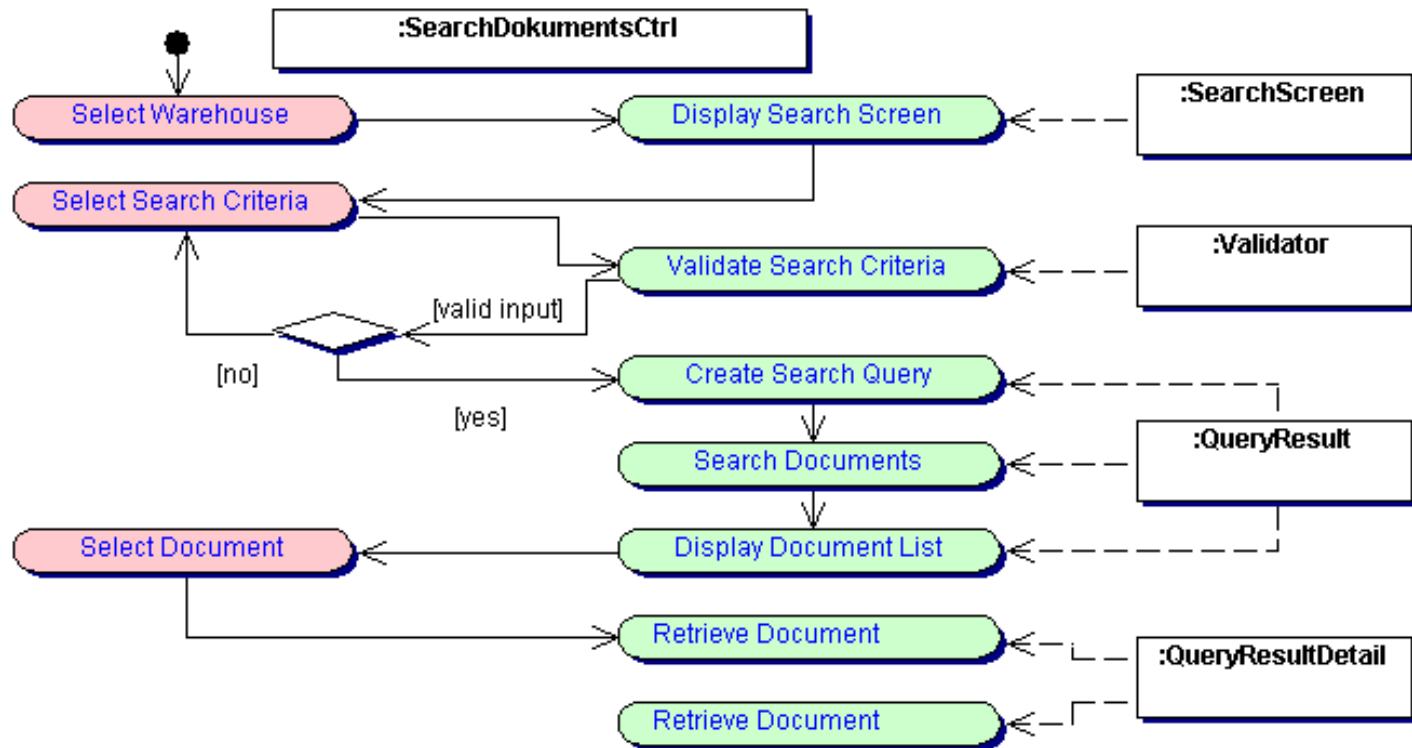 :SearchDokumentsCtrl
:SearchScreen
Select Warehouse
Display Search Screen
Select Search Criteria
:Validator
Validate Search Criteria
[valid input]
[no]
Create Search Query
[yes]
:QueryResult
Search Documents
Select Document
Display Document List
Retrieve Document
:QueryResultDetail
Retrieve Document